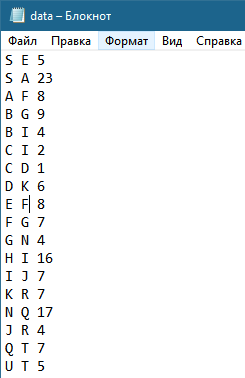 data – Блокнот
Файл Правка Формат Вид Справка
S E 5
S A 23
A F 8
B G 9
B I 4
C I 2
C D 1
D K 6
E F 8
F G 7
G N 4
H I 16
I J 7
K R 7
N Q 17
J R 4
Q T 7
U T 5